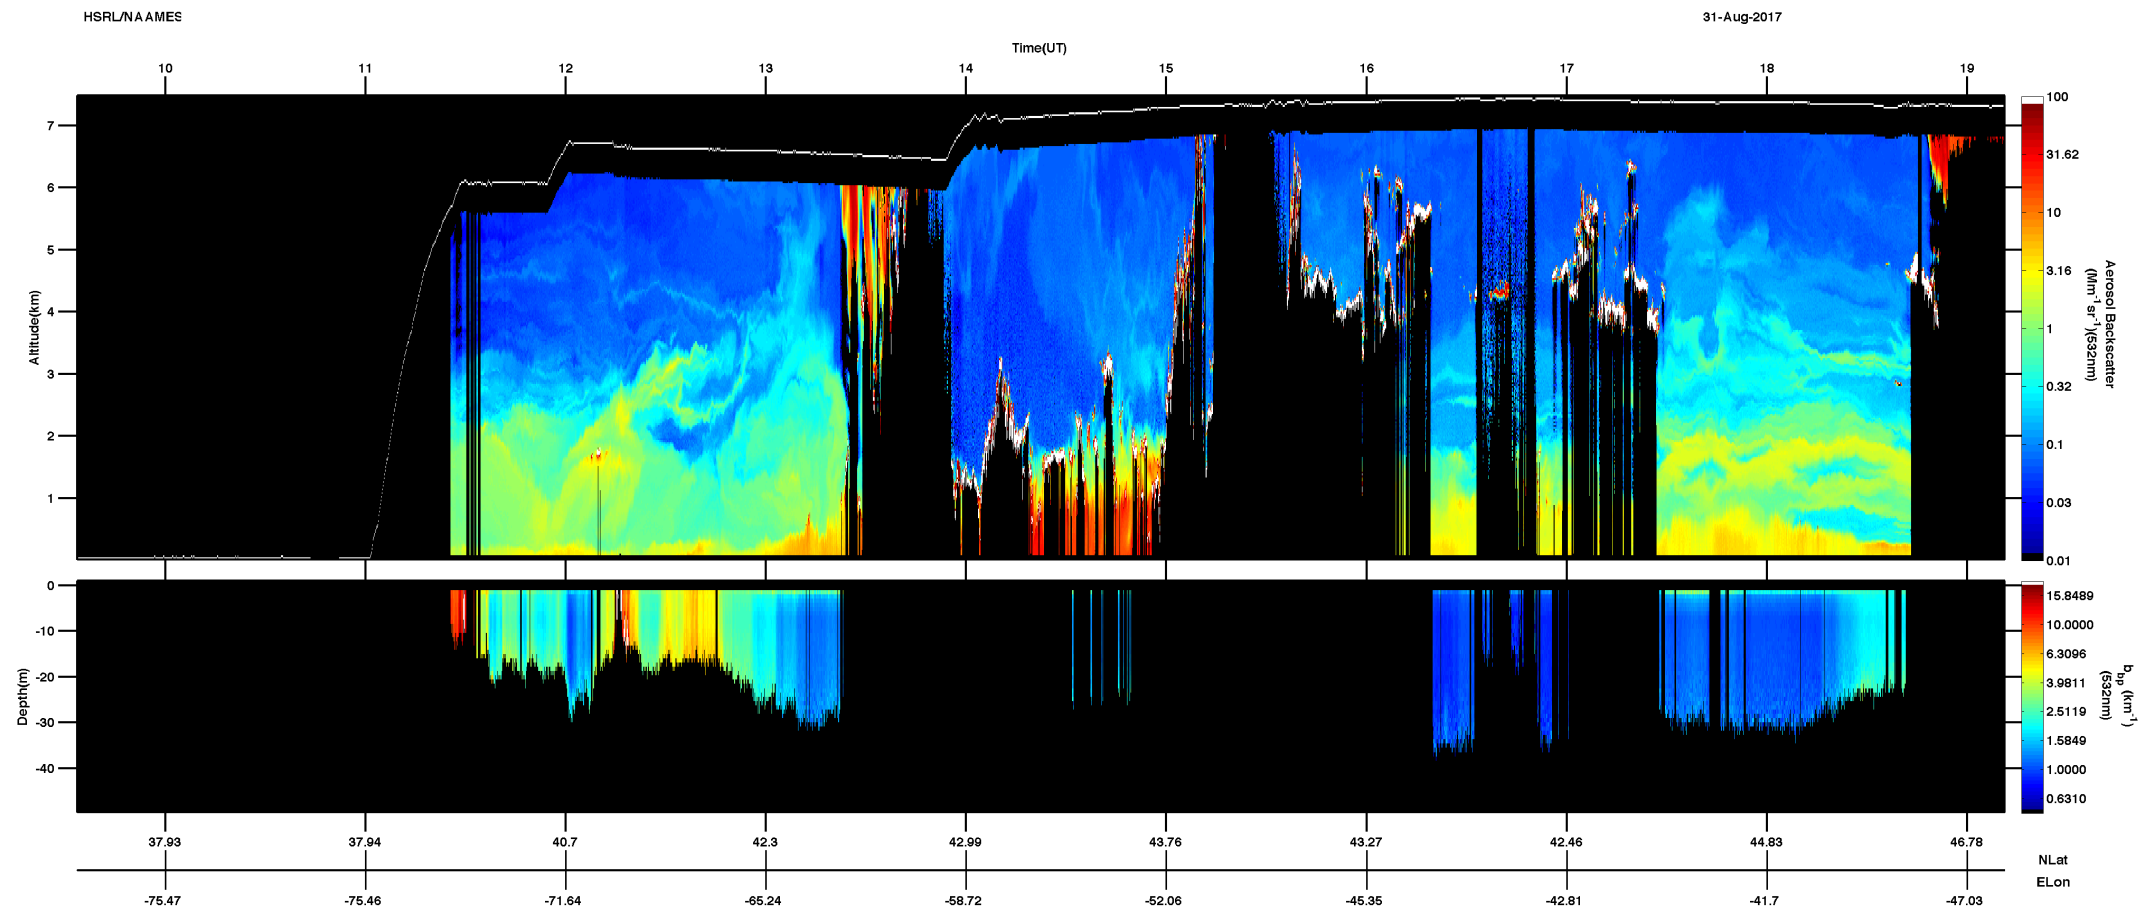 HSRL/NAAMES 31-Aug-2017
Time(UT)
10 11 12 13 14 15 16 17 18 19
Altitude(km)
7
6
5
4
3
2
1
100
31.62
10
3.16
1
0.32
0.1
0.03
0.01
Aerosol Backscatter
(Mm-1sr-1)(532nm)
Depth(m)
0
-10
-20
-30
-40
15.8489
10.0000
6.3096
3.9811
2.5119
1.5849
1.0000
0.6310
bbp (km-1)
(532nm)
37.93 37.94 40.7 42.3 42.99 43.76 43.27 42.46 44.83 46.78
NLat
ELon
-75.47 -75.46 -71.64 -65.24 -58.72 -52.06 -45.35 -42.81 -41.7 -47.03